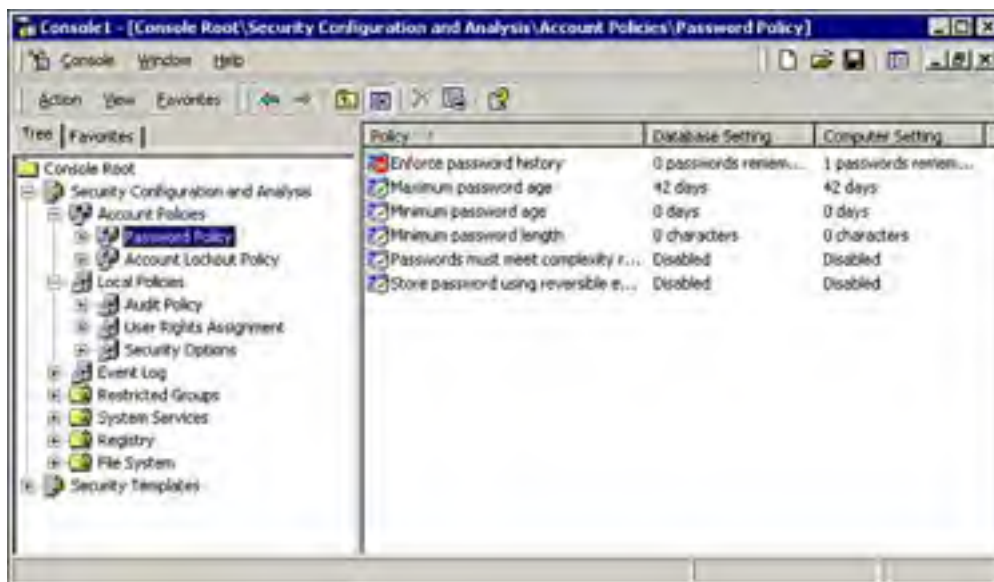 Console1 - [Console Root\Security Configuration and Analysis\Account Policies\Password Policy]
Console Window Help
Action View Favorites
Tree Favorites
Policy Database Setting Computer Setting
Console Root
Security Configuration and Analysis
Account Policies
Password Policy
Account Lockout Policy
Local Policies
Audit Policy
User Rights Assignment
Security Options
Event Log
Restricted Groups
System Services
Registry
File System
Security Templates
Enforce password history 0 passwords remem... 1 passwords remem...
Maximum password age 42 days 42 days
Minimum password age 0 days 0 days
Minimum password length 0 characters 0 characters
Passwords must meet complexity r... Disabled Disabled
Store password using reversible e... Disabled Disabled